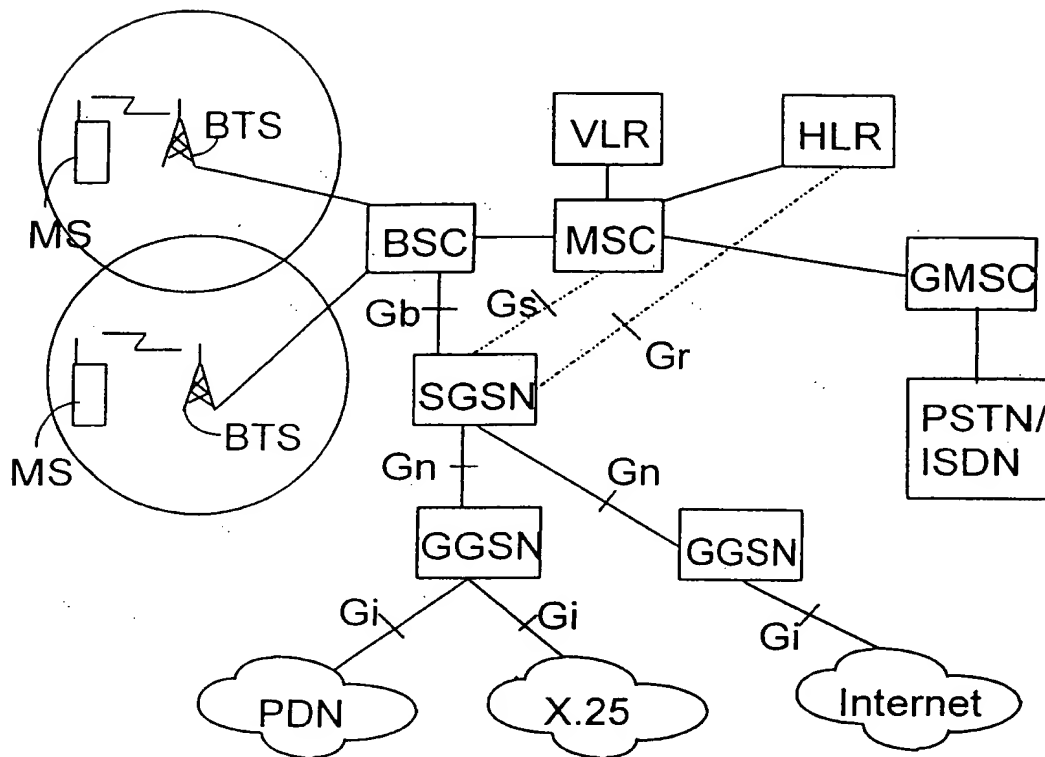 BTS
VLR
HLR
MS
BSC
MSC
GMSC
Gb
Gs
Gr
SGSN
PSTN/
ISDN
BTS
MS
Gn
Gn
GGSN
GGSN
Gi
Gi
Gi
PDN
X.25
Internet